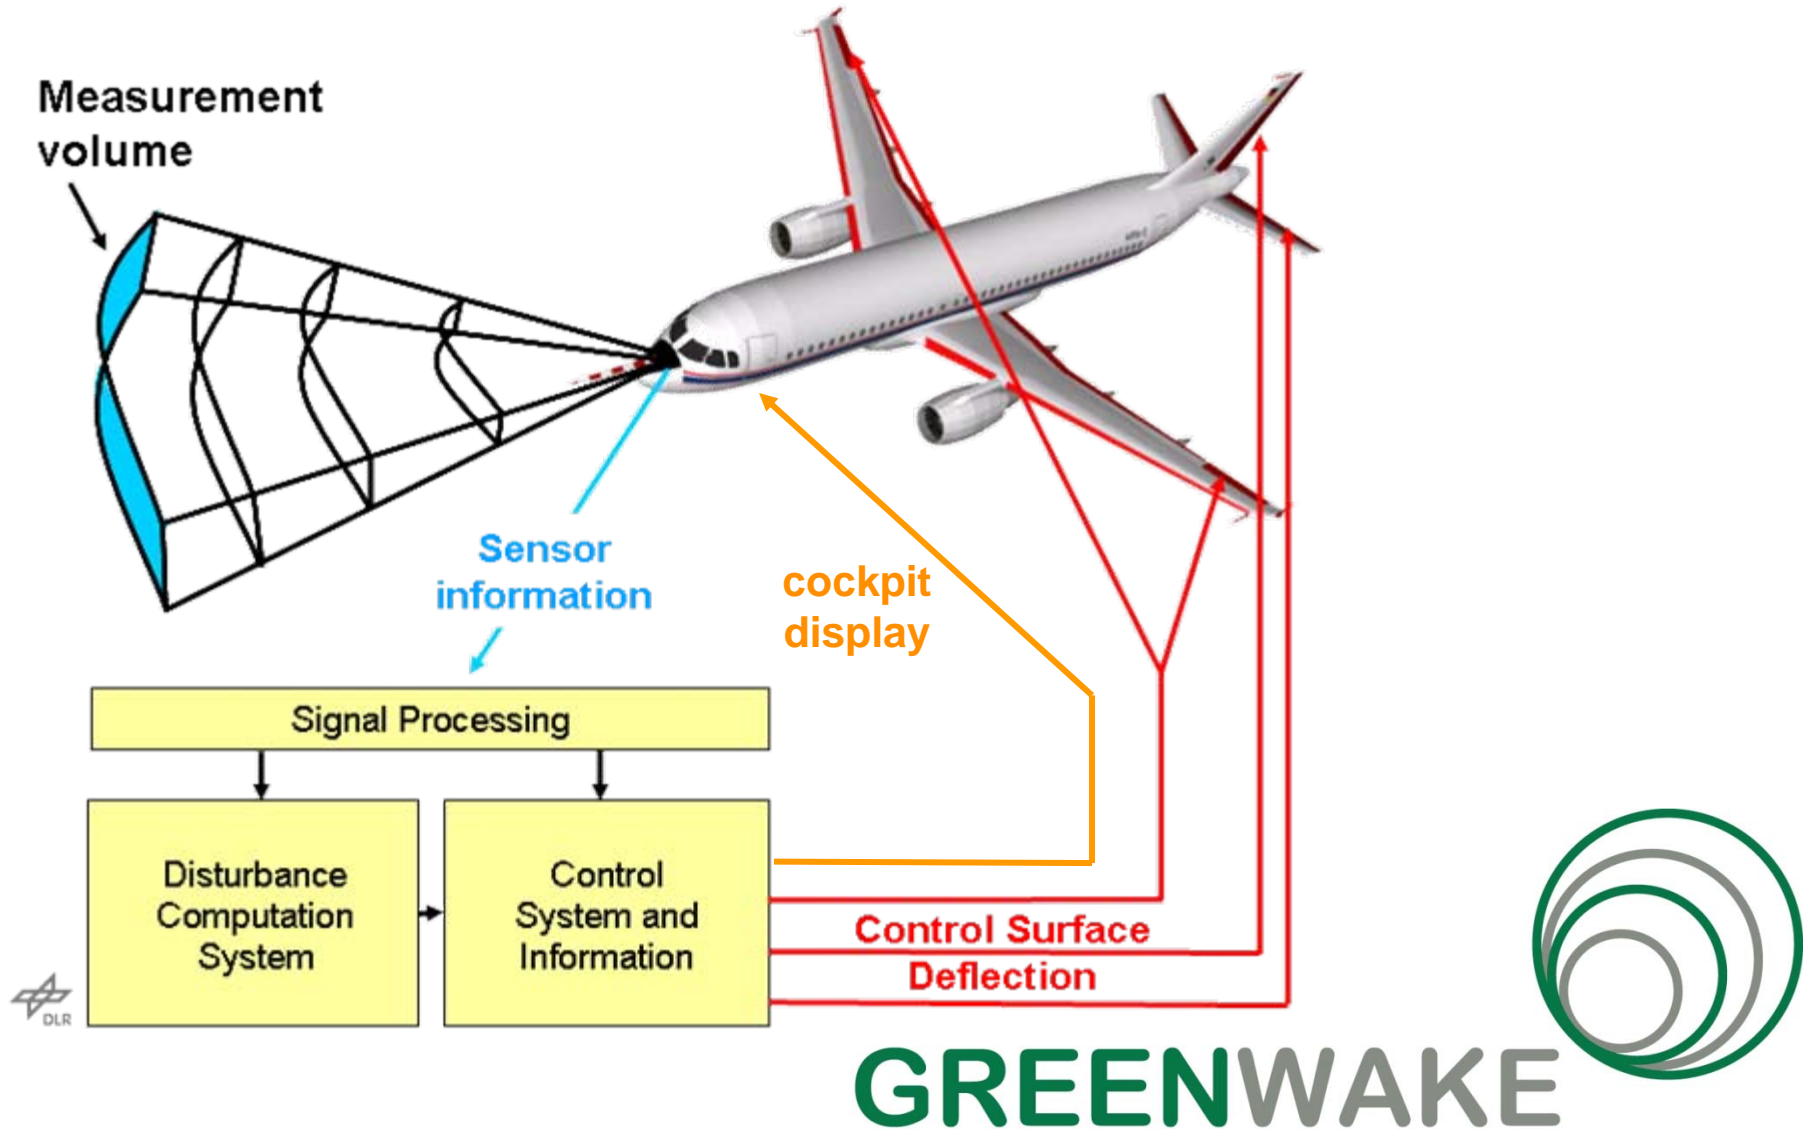 Measurement
volume
Sensor
information
cockpit
display
Signal Processing
Disturbance
Computation
System
Control
System and
Information
Control Surface
Deflection
DLR
GREENWAKE